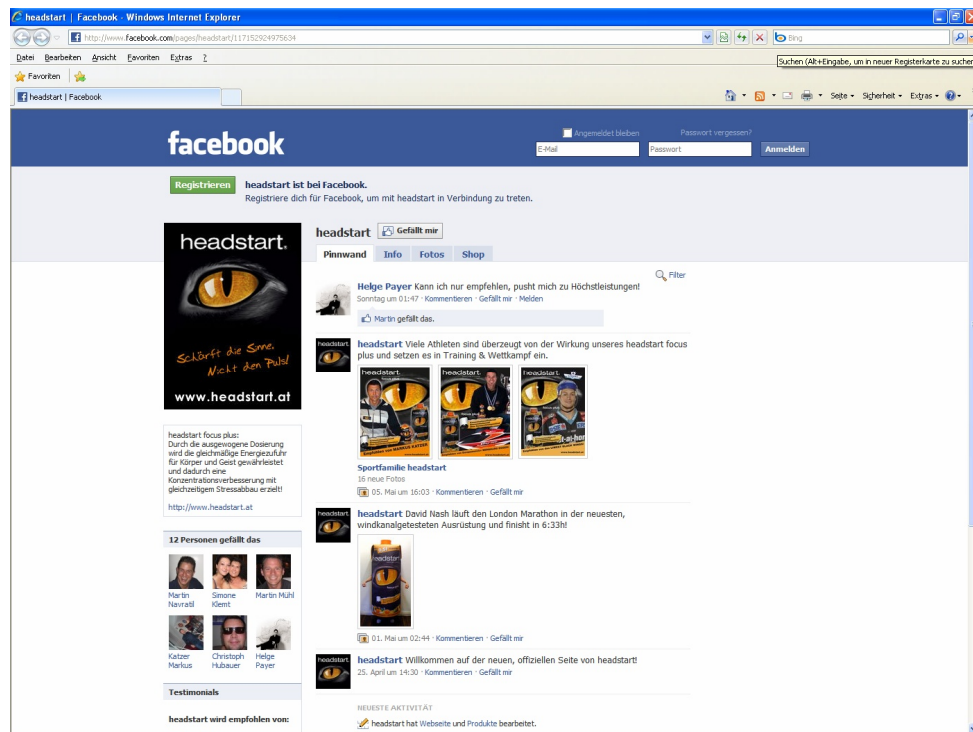 headstart | Facebook - Windows Internet Explorer
http://www.facebook.com/pages/headstart/117152924975634
Bing
Datei Bearbeiten Ansicht Favoriten Extras ?
Suchen (Alt+Eingabe, um in neuer Registerkarte zu suchen
Favoriten
headstart | Facebook
Seite Sicherheit Extras
facebook
Angemeldet bleiben Passwort vergessen?
E-Mail Passwort Anmelden
Registrieren headstart ist bei Facebook.
Registriere dich für Facebook, um mit headstart in Verbindung zu treten.
headstart.
Schärft die Sinne.
Nicht den Puls!
www.headstart.at
headstart focus plus:
Durch die ausgewogene Dosierung
wird die gleichmäßige Energiezufuhr
für Körper und Geist gewährleistet
und dadurch eine
Konzentrationsverbesserung mit
gleichzeitigem Stressabbau erzielt!
http://www.headstart.at
12 Personen gefällt das
Martin Navratil
Simone Klemt
Martin Mühl
Katzer Markus
Christoph Hubauer
Helge Payer
Testimonials
headstart wird empfohlen von:
headstart Gefällt mir
Pinnwand Info Fotos Shop
Filter
Helge Payer Kann ich nur empfehlen, pusht mich zu Höchstleistungen!
Sonntag um 01:47 · Kommentieren · Gefällt mir · Melden
Martin gefällt das.
headstart.
headstart Viele Athleten sind überzeugt von der Wirkung unseres headstart focus
plus und setzen es in Training & Wettkampf ein.
headstart. headstart. headstart.
Sportfamilie headstart
16 neue Fotos
05. Mai um 16:03 · Kommentieren · Gefällt mir
headstart.
headstart David Nash läuft den London Marathon in der neuesten,
windkanalgetesteten Ausrüstung und finisht in 6:33h!
headstart.
01. Mai um 02:44 · Kommentieren · Gefällt mir
headstart.
headstart Willkommen auf der neuen, offiziellen Seite von headstart!
25. April um 14:30 · Kommentieren · Gefällt mir
NEUESTE AKTIVITÄT
headstart hat Webseite und Produkte bearbeitet.